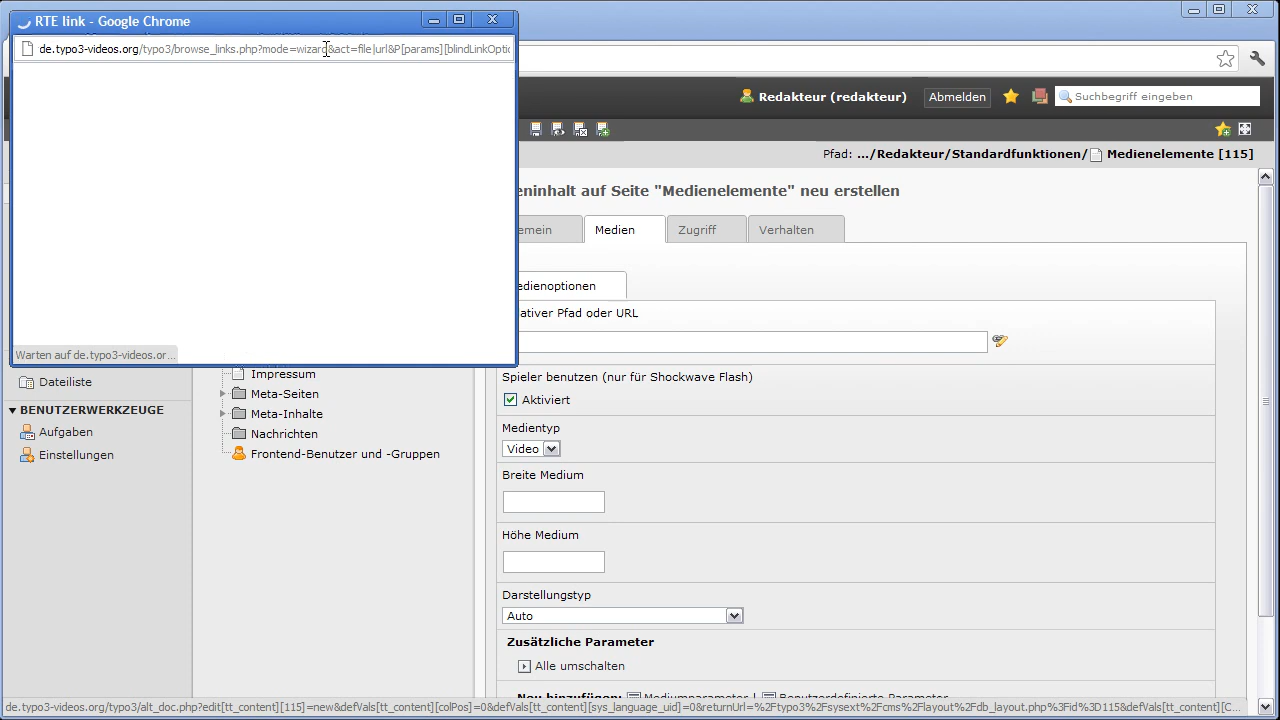 RTE link - Google Chrome
de.typo3-videos.org/typo3/browse_links.php?mode=wizard&act=file|url&P[params][blindLinkOptio
Redakteur (redakteur)
Abmelden
Suchbegriff eingeben
Pfad: .../Redakteur/Standardfunktionen/ Medienelemente [115]
eninhalt auf Seite "Medienelemente" neu erstellen
emein
Medien
Zugriff
Verhalten
edienoptionen
ativer Pfad oder URL
Warten auf de.typo3-videos.or...
Spieler benutzen (nur für Shockwave Flash)
Aktiviert
Medientyp
Video
Breite Medium
Höhe Medium
Darstellungstyp
Auto
Zusätzliche Parameter
Alle umschalten
Neu hinzufügen: Mediumparameter | Benutzerdefinierte Parameter
Dateiliste
BENUTZERWERKZEUGE
Aufgaben
Einstellungen
Impressum
Meta-Seiten
Meta-Inhalte
Nachrichten
Frontend-Benutzer und -Gruppen
de.typo3-videos.org/typo3/alt_doc.php?edit[tt_content][115]=new&defVals[tt_content][colPos]=0&defVals[tt_content][sys_language_uid]=0&returnUrl=%2Ftypo3%2Fsysext%2Fcms%2Flayout%2Fdb_layout.php%3Fid%3D115&defVals[tt_content][C...